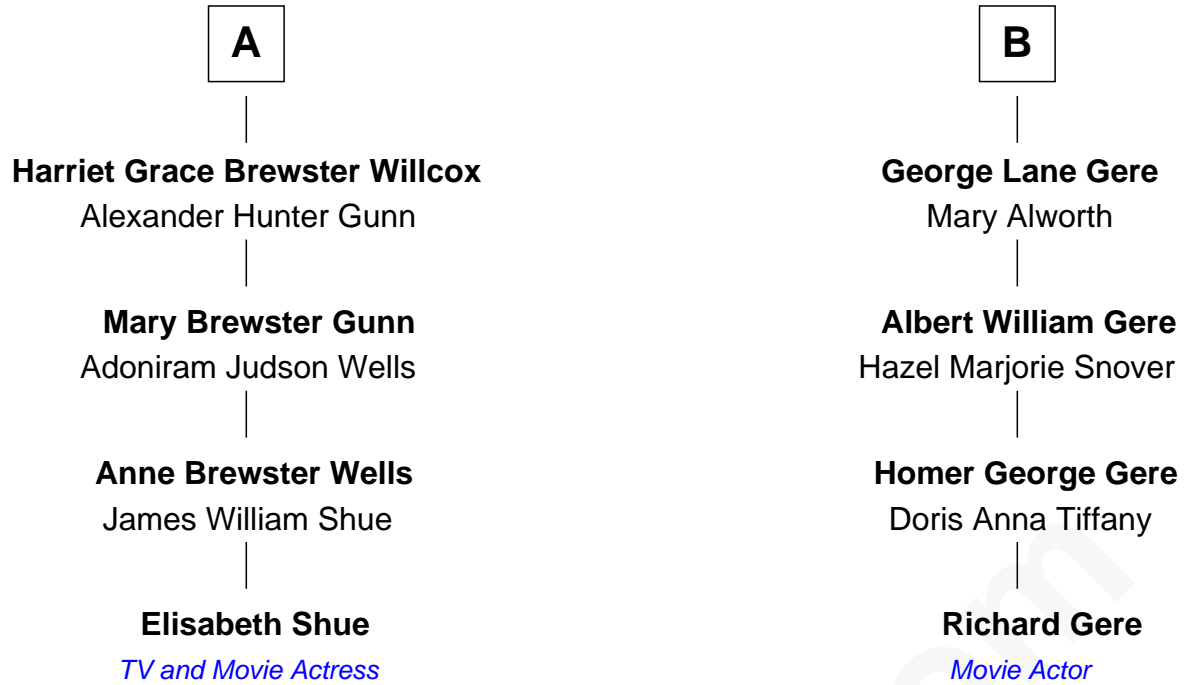 A
Harriet Grace Brewster Willcox
Alexander Hunter Gunn
Mary Brewster Gunn
Adoniram Judson Wells
Anne Brewster Wells
James William Shue
Elisabeth Shue
TV and Movie Actress
B
George Lane Gere
Mary Alworth
Albert William Gere
Hazel Marjorie Snover
Homer George Gere
Doris Anna Tiffany
Richard Gere
Movie Actor
om